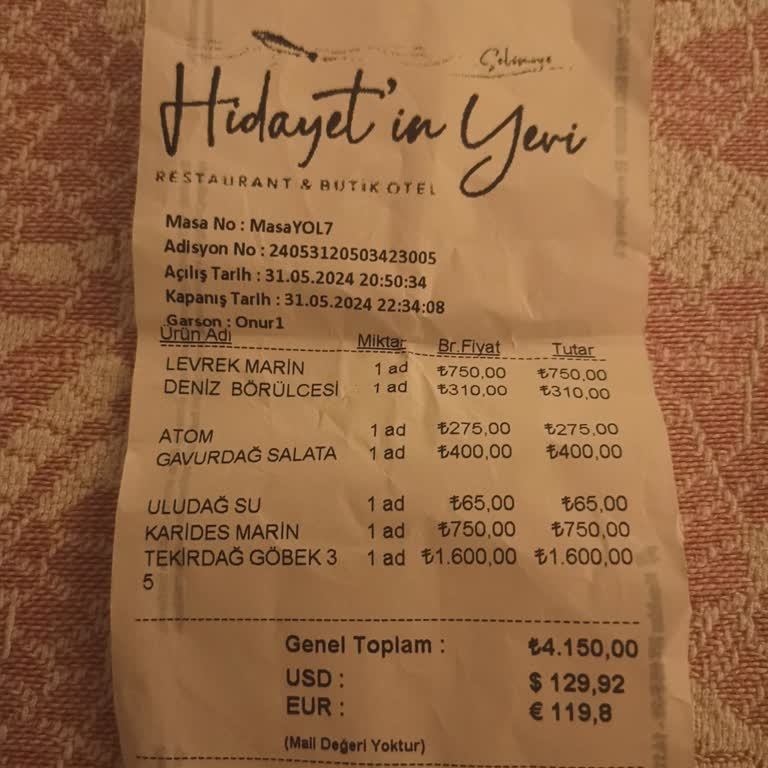 Selimiye
Hidayet'in Yeri
RESTAURANT & BUTİK OTEL
Masa No : MasaYOL7
Adisyon No : 24053120503423005
Açılış Tarih : 31.05.2024 20:50:34
Kapanış Tarih : 31.05.2024 22:34:08
Garson : Onur1
Ürün Adı Miktar Br.Fiyat Tutar
LEVREK MARİN 1 ad ₺750,00 ₺750,00
DENİZ BÖRÜLCESİ 1 ad ₺310,00 ₺310,00
ATOM 1 ad ₺275,00 ₺275,00
GAVURDAĞ SALATA 1 ad ₺400,00 ₺400,00
ULUDAĞ SU 1 ad ₺65,00 ₺65,00
KARİDES MARİN 1 ad ₺750,00 ₺750,00
TEKİRDAĞ GÖBEK 3 1 ad ₺1.600,00 ₺1.600,00
5
Genel Toplam : ₺4.150,00
USD : $ 129,92
EUR : € 119,8
(Mali Değeri Yoktur)